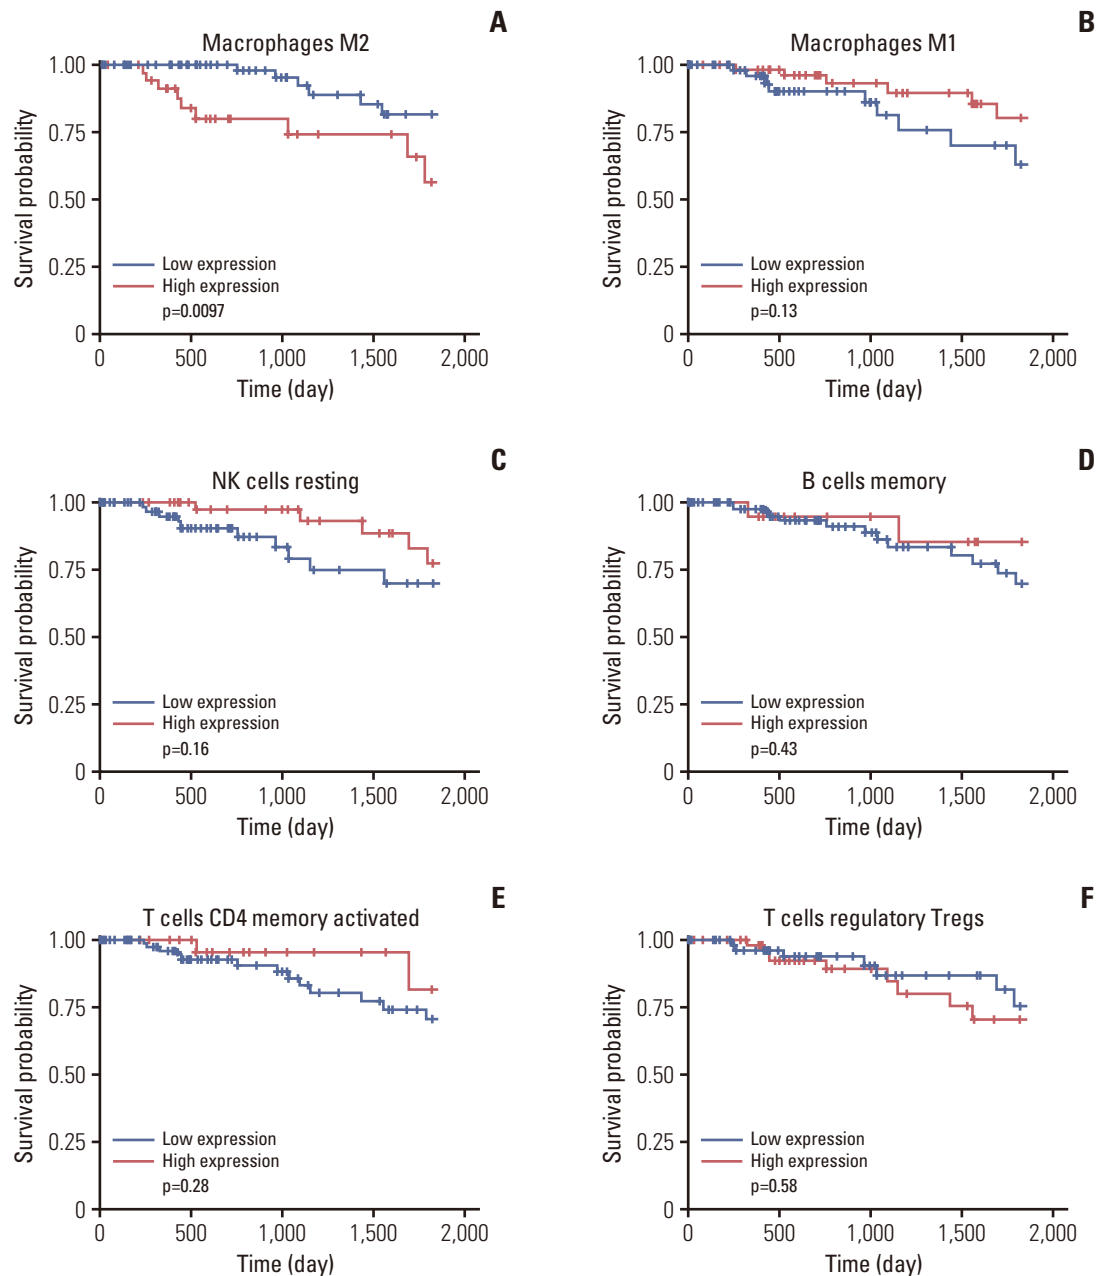 A
Macrophages M2
1.00
0.75
0.50
0.25
0
Survival probability
Low expression
High expression
p=0.0097
0 500 1,000 1,500 2,000
Time (day)
B
Macrophages M1
1.00
0.75
0.50
0.25
0
Survival probability
Low expression
High expression
p=0.13
0 500 1,000 1,500 2,000
Time (day)
C
NK cells resting
1.00
0.75
0.50
0.25
0
Survival probability
Low expression
High expression
p=0.16
0 500 1,000 1,500 2,000
Time (day)
D
B cells memory
1.00
0.75
0.50
0.25
0
Survival probability
Low expression
High expression
p=0.43
0 500 1,000 1,500 2,000
Time (day)
E
T cells CD4 memory activated
1.00
0.75
0.50
0.25
0
Survival probability
Low expression
High expression
p=0.28
0 500 1,000 1,500 2,000
Time (day)
F
T cells regulatory Tregs
1.00
0.75
0.50
0.25
0
Survival probability
Low expression
High expression
p=0.58
0 500 1,000 1,500 2,000
Time (day)